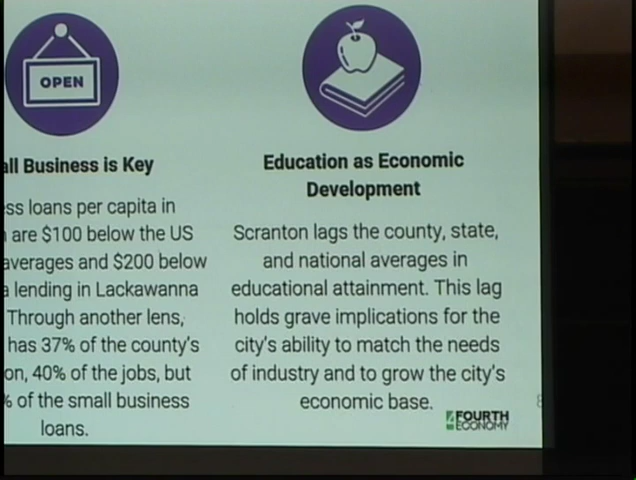 OPEN
all Business is Key
ss loans per capita in
are $100 below the US
averages and $200 below
a lending in Lackawanna
Through another lens,
has 37% of the county's
on, 40% of the jobs, but
% of the small business
loans.
Education as Economic
Development
Scranton lags the county, state,
and national averages in
educational attainment. This lag
holds grave implications for the
city's ability to match the needs
of industry and to grow the city's
economic base.
FOURTH
ECONOMY